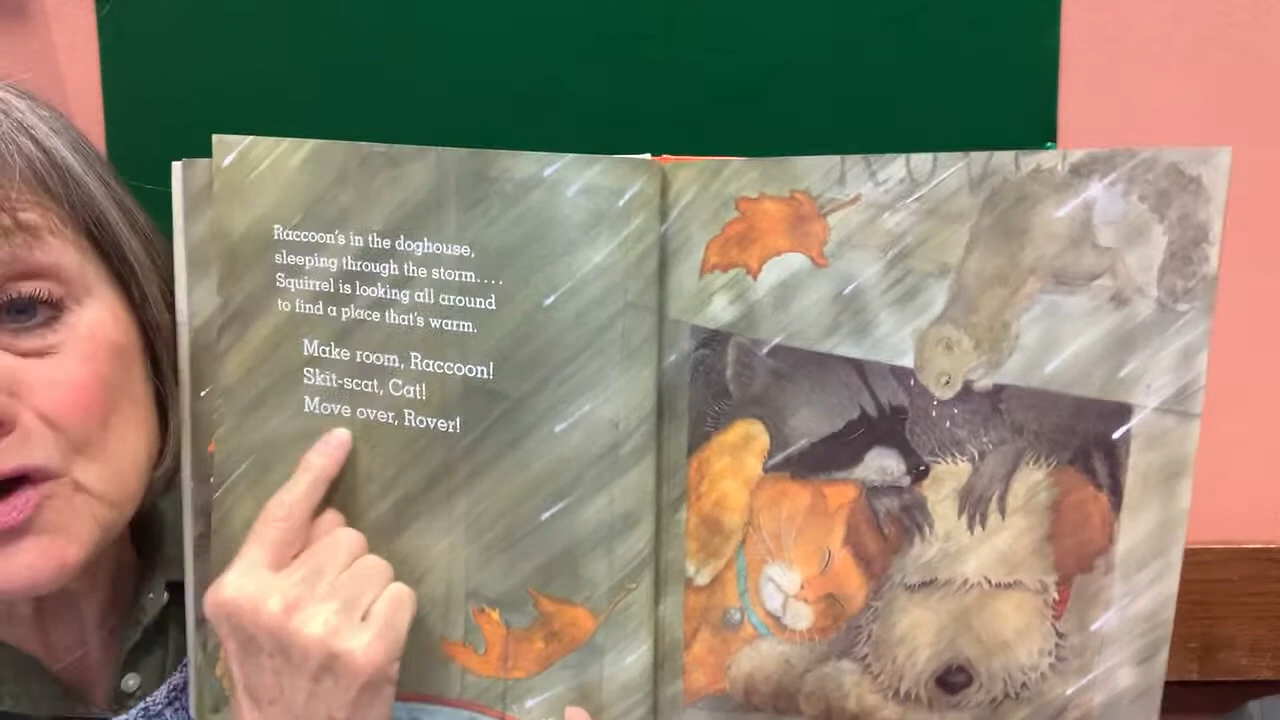 Raccoon's in the doghouse,
sleeping through the storm....
Squirrel is looking all around
to find a place that's warm.
Make room, Raccoon!
Skit-scat, Cat!
Move over, Rover!